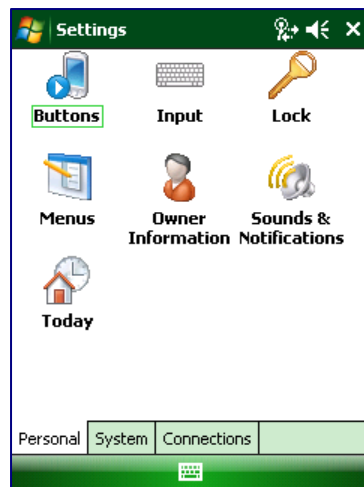 Settings
Buttons Input Lock
Menus Owner Information Sounds & Notifications
Today
Personal System Connections